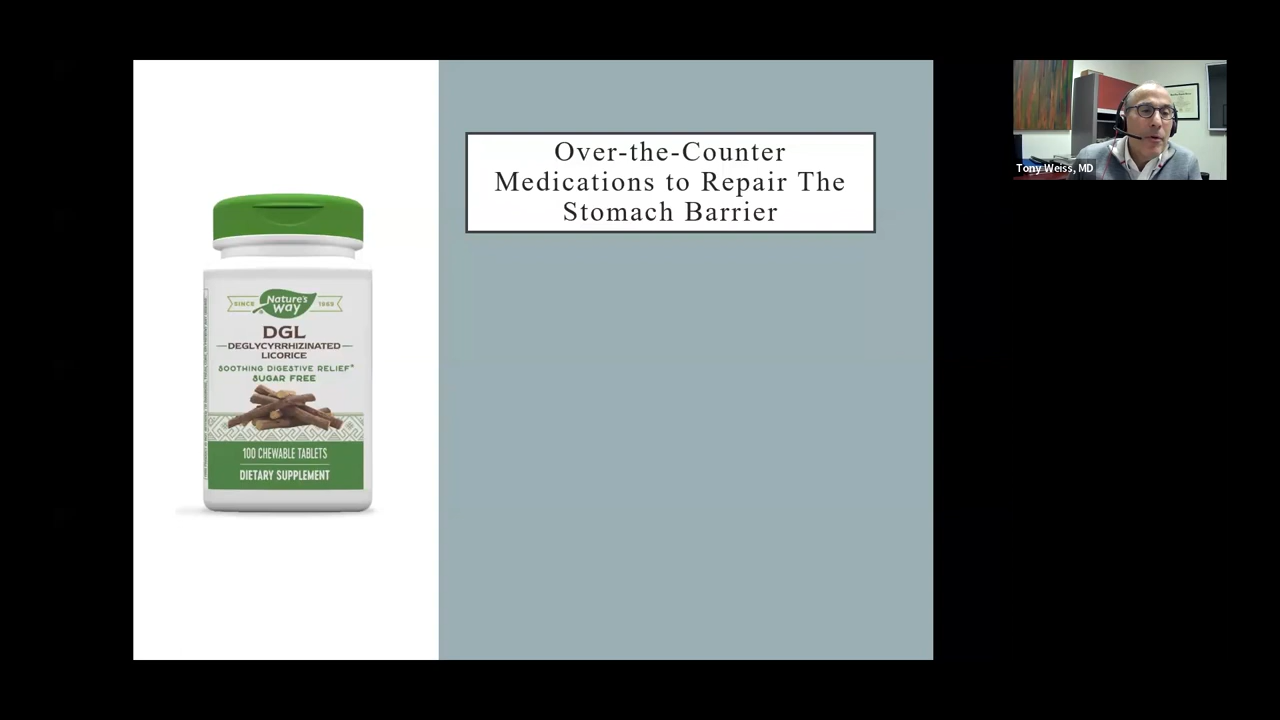 Over-the-Counter
Medications to Repair The
Stomach Barrier
SINCE
Nature's
Way
1969
DGL
DEGLYCYRRHIZINATED
LICORICE
SOOTHING DIGESTIVE RELIEF*
SUGAR FREE
100 CHEWABLE TABLETS
DIETARY SUPPLEMENT
Tony Weiss, MD